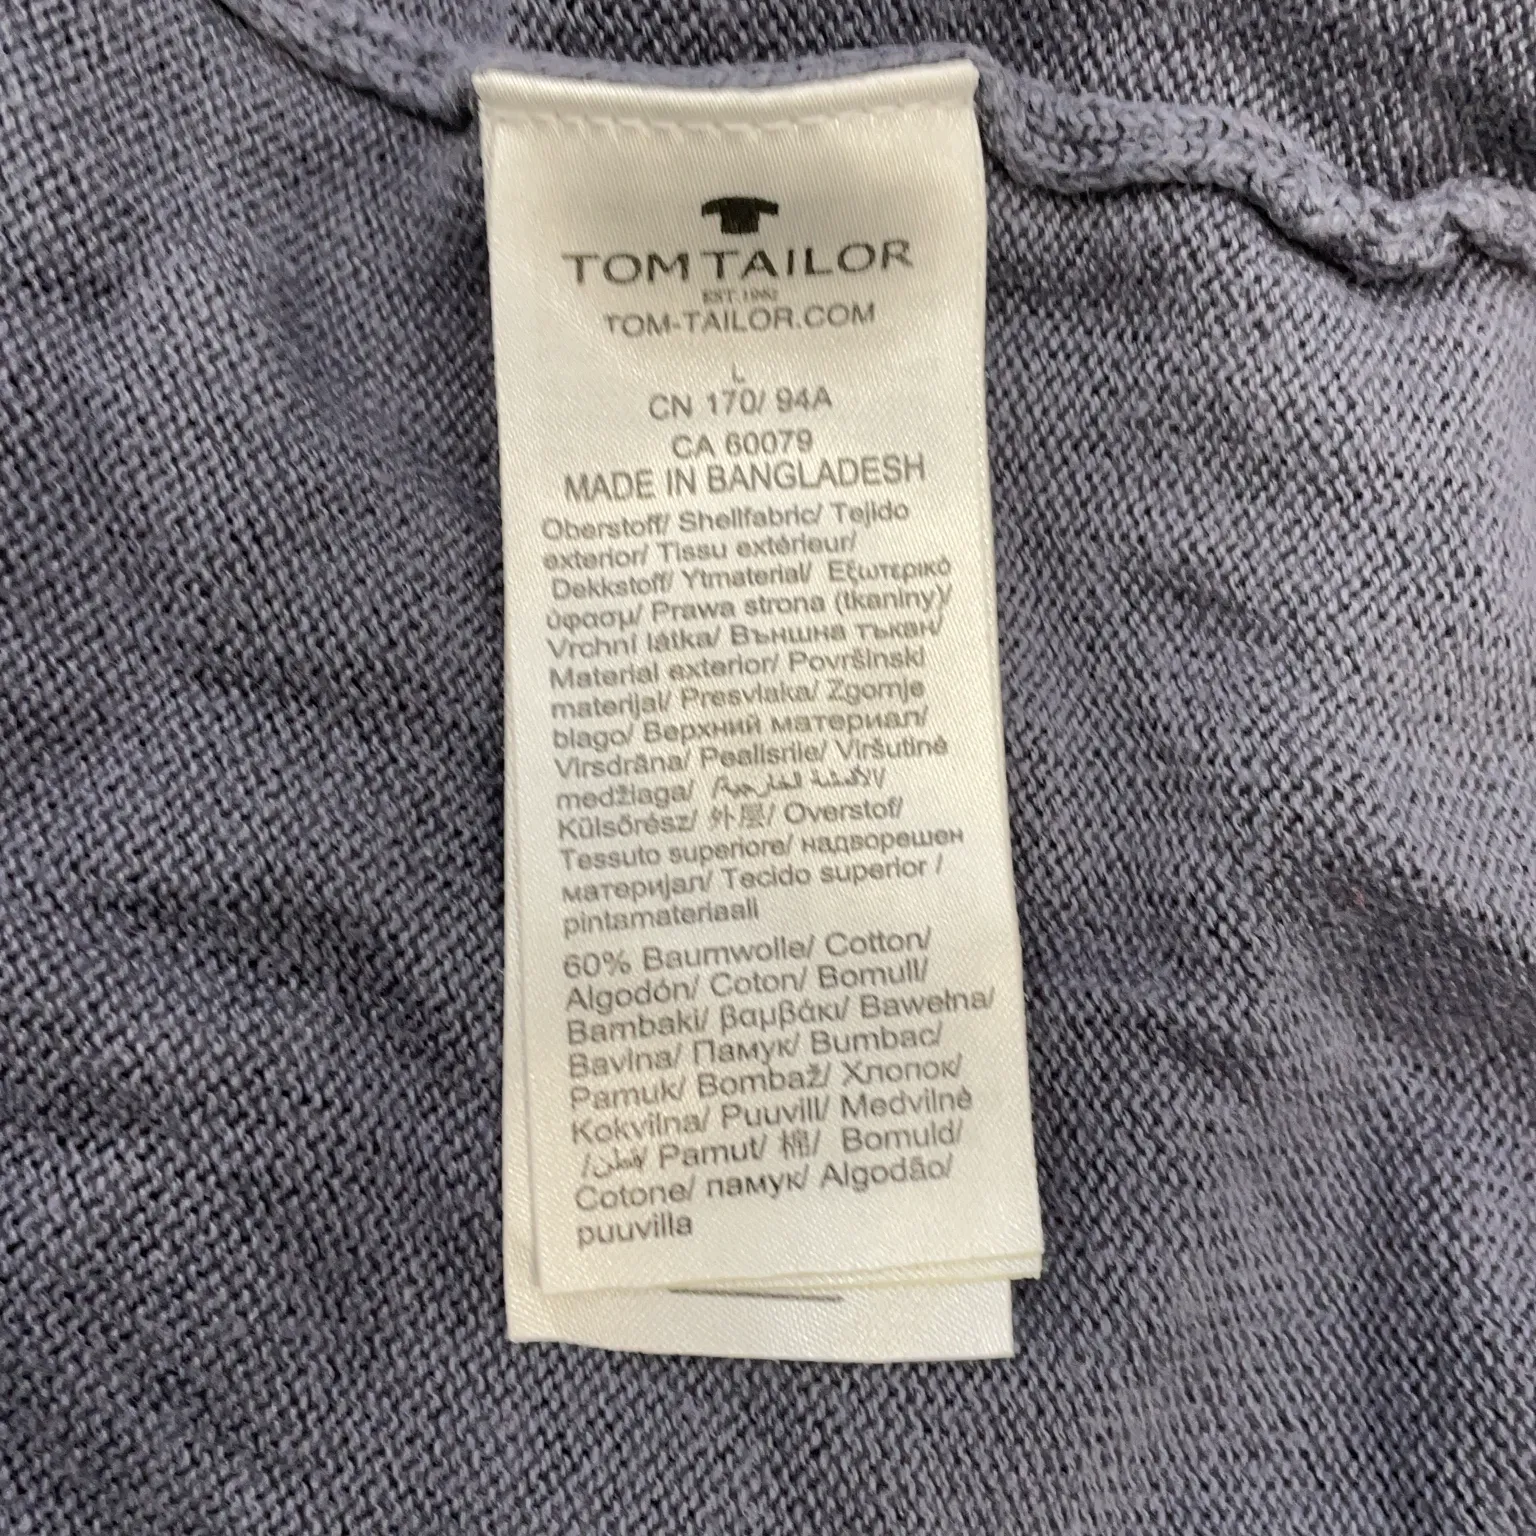 TOM TAILOR
EST. 1962
TOM-TAILOR.COM
L
CN 170/ 94A
CA 60079
MADE IN BANGLADESH
Oberstoff/ Shellfabric/ Tejido
exterior/ Tissu extérieur/
Dekkstoff/ Ytmaterial/ Εξωτερικό
ύφασμ/ Prawa strona (tkaniny)/
Vrchní látka/ Външна тъкан/
Material exterior/ Površinski
materijal/ Presvlaka/ Zgornje
blago/ Верхний материал/
Virsdrāna/ Pealisriie/ Viršutinė
medžiaga/ الأقمشة الخارجية/
Külsőrész/ 外层/ Overstof/
Tessuto superiore/ надворешен
материјал/ Tecido superior /
pintamateriaali
60% Baumwolle/ Cotton/
Algodón/ Coton/ Bomull/
Bambaki/ βαμβάκι/ Bawełna/
Bavlna/ Памук/ Bumbac/
Pamuk/ Bombaž/ Хлопок/
Kokvilna/ Puuvill/ Medvilnė
/قطن/ Pamut/ 棉/ Bomuld/
Cotone/ памук/ Algodão/
puuvilla